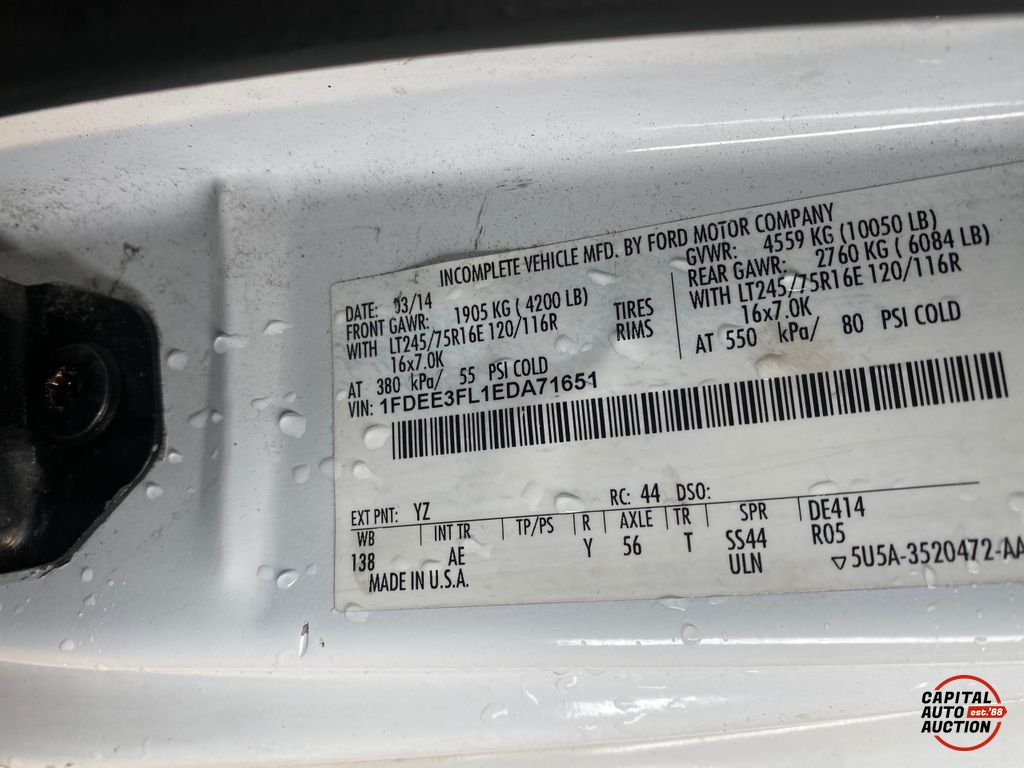 INCOMPLETE VEHICLE MFD. BY FORD MOTOR COMPANY
DATE: 03/14
FRONT GAWR: 1905 KG ( 4200 LB)
WITH LT245/75R16E 120/116R
16x7.0K
AT 380 kPa/ 55 PSI COLD
TIRES
RIMS
GVWR: 4559 KG (10050 LB)
REAR GAWR: 2760 KG ( 6084 LB)
WITH LT245/75R16E 120/116R
16x7.0K
AT 550 kPa/ 80 PSI COLD
VIN: 1FDEE3FL1EDA71651
EXT PNT: YZ RC: 44 DSO:
WB INT TR TP/PS R AXLE TR SPR DE414
138 AE Y 56 T SS44 R05
ULN
MADE IN U.S.A.
▽5U5A-3520472-AA
CAPITAL
AUTO est.'88
AUCTION